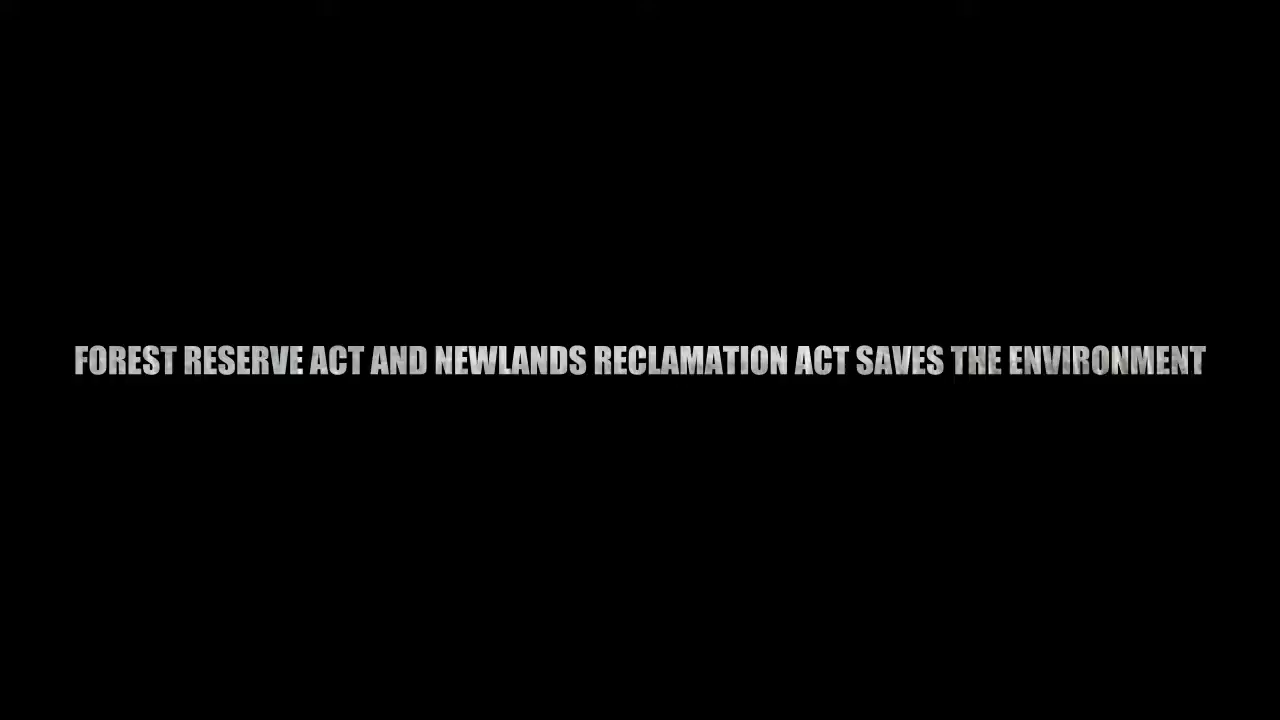 FOREST RESERVE ACT AND NEWLANDS RECLAMATION ACT SAVES THE ENVIRONMENT